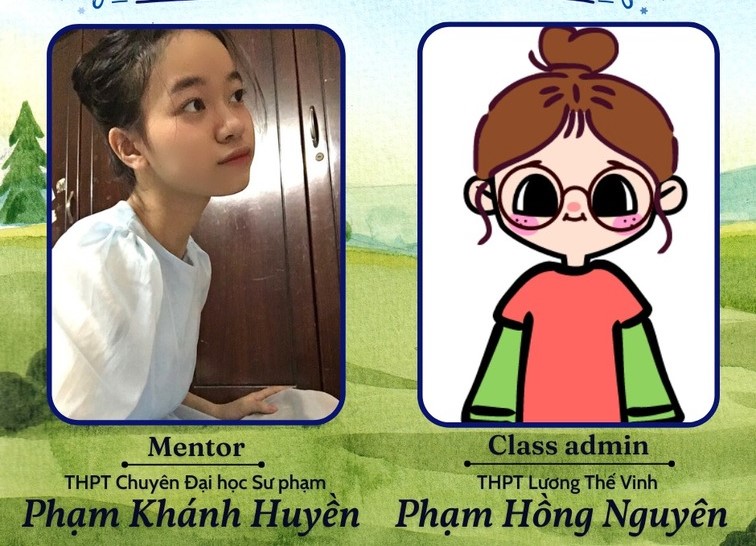 Mentor
THPT Chuyên Đại học Sư phạm
Phạm Khánh Huyền
Class admin
THPT Lương Thế Vinh
Phạm Hồng Nguyên